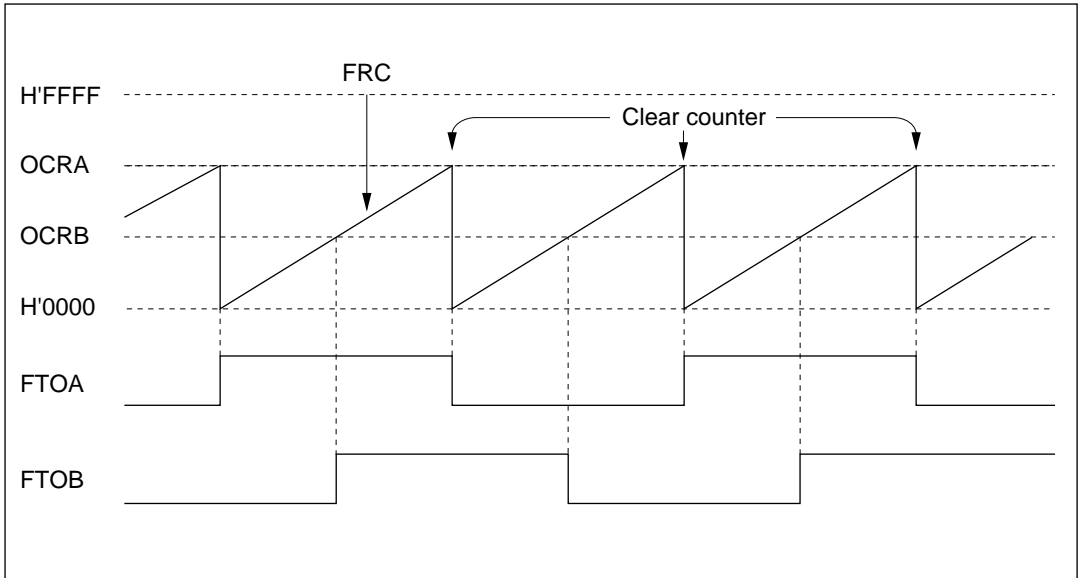 FRC
H'FFFF
Clear counter
OCRA
OCRB
H'0000
FTOA
FTOB